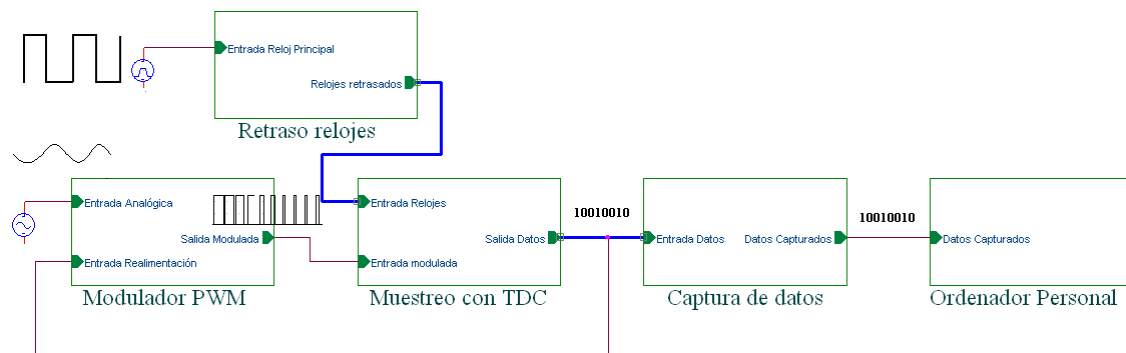 Entrada Reloj Principal
Relojes retrasados
Retraso relojes
Entrada Analógica
Salida Modulada
Entrada Realimentación
Modulador PWM
Entrada Relojes
Salida Datos
Entrada modulada
Muestreo con TDC
10010010
Entrada Datos
Datos Capturados
Captura de datos
10010010
Datos Capturados
Ordenador Personal